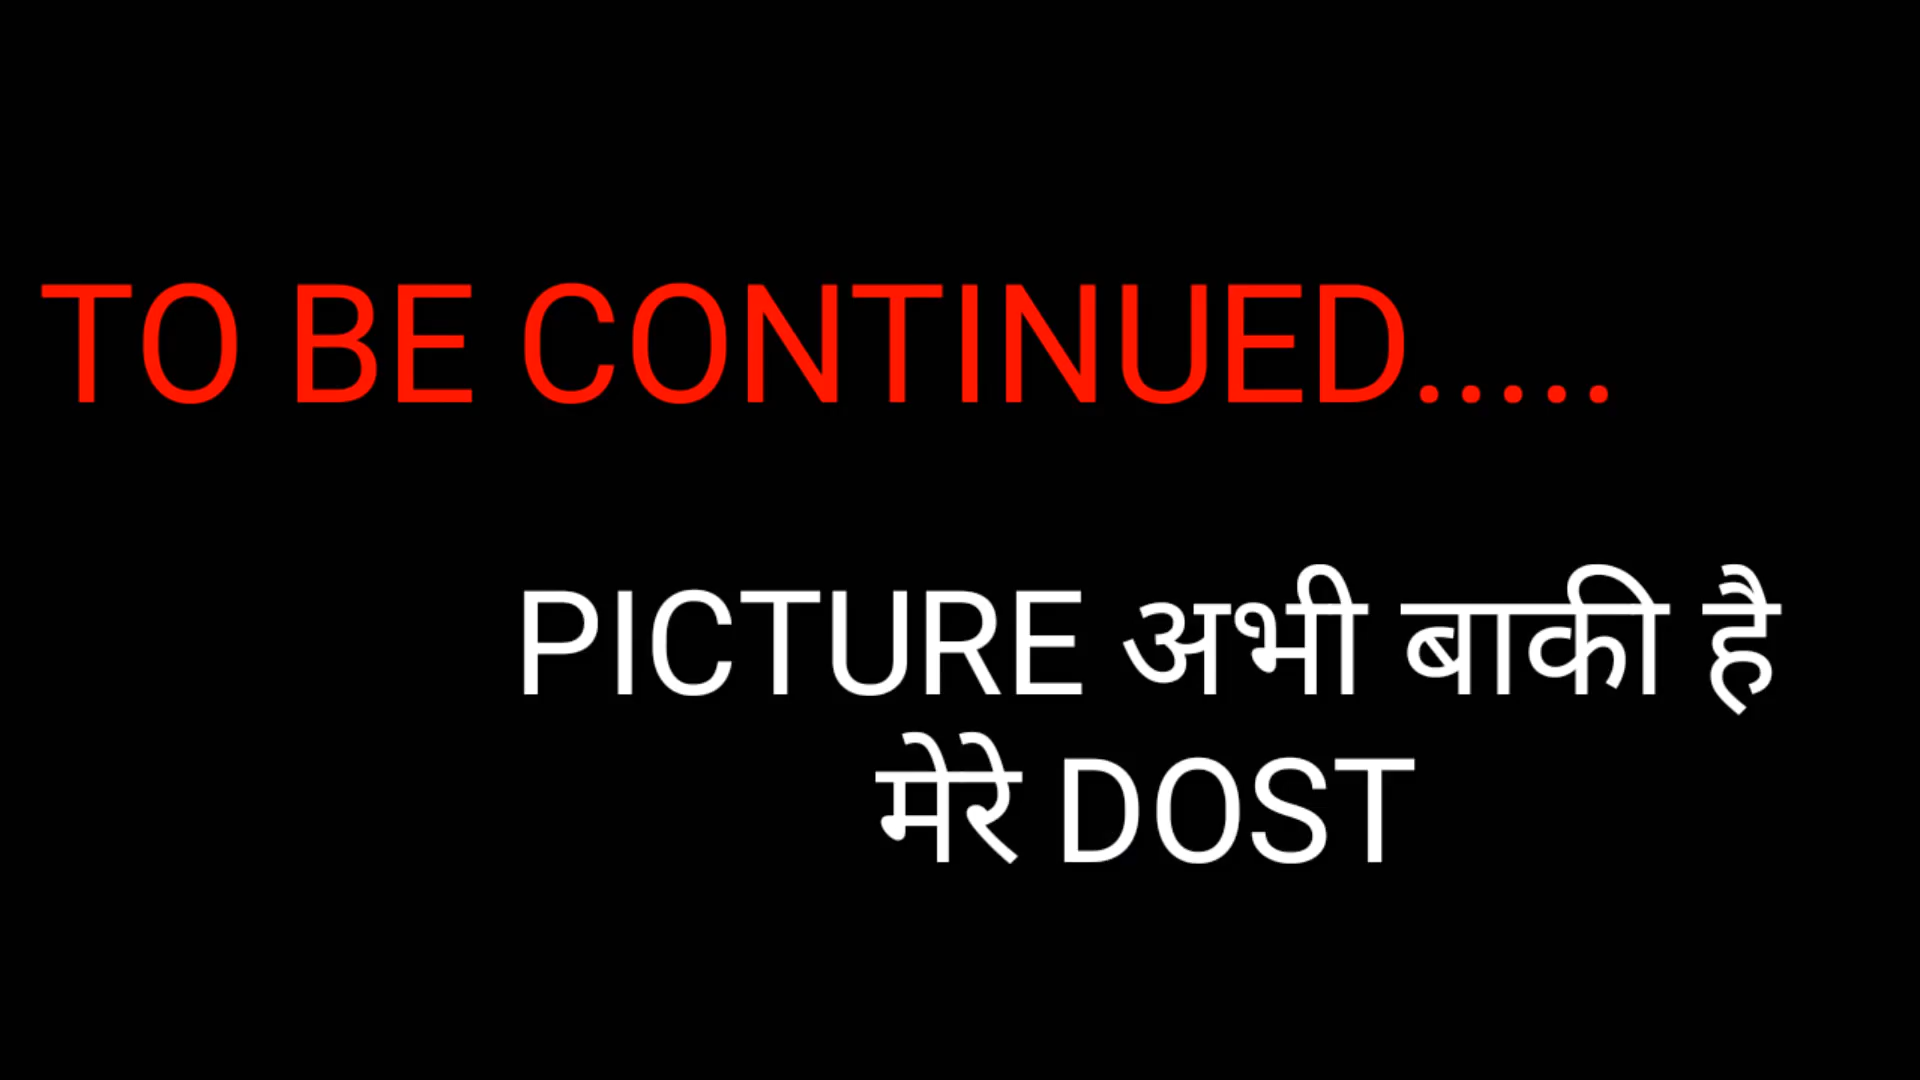 TO BE CONTINUED.....
PICTURE अभी बाकी है
मेरे DOST